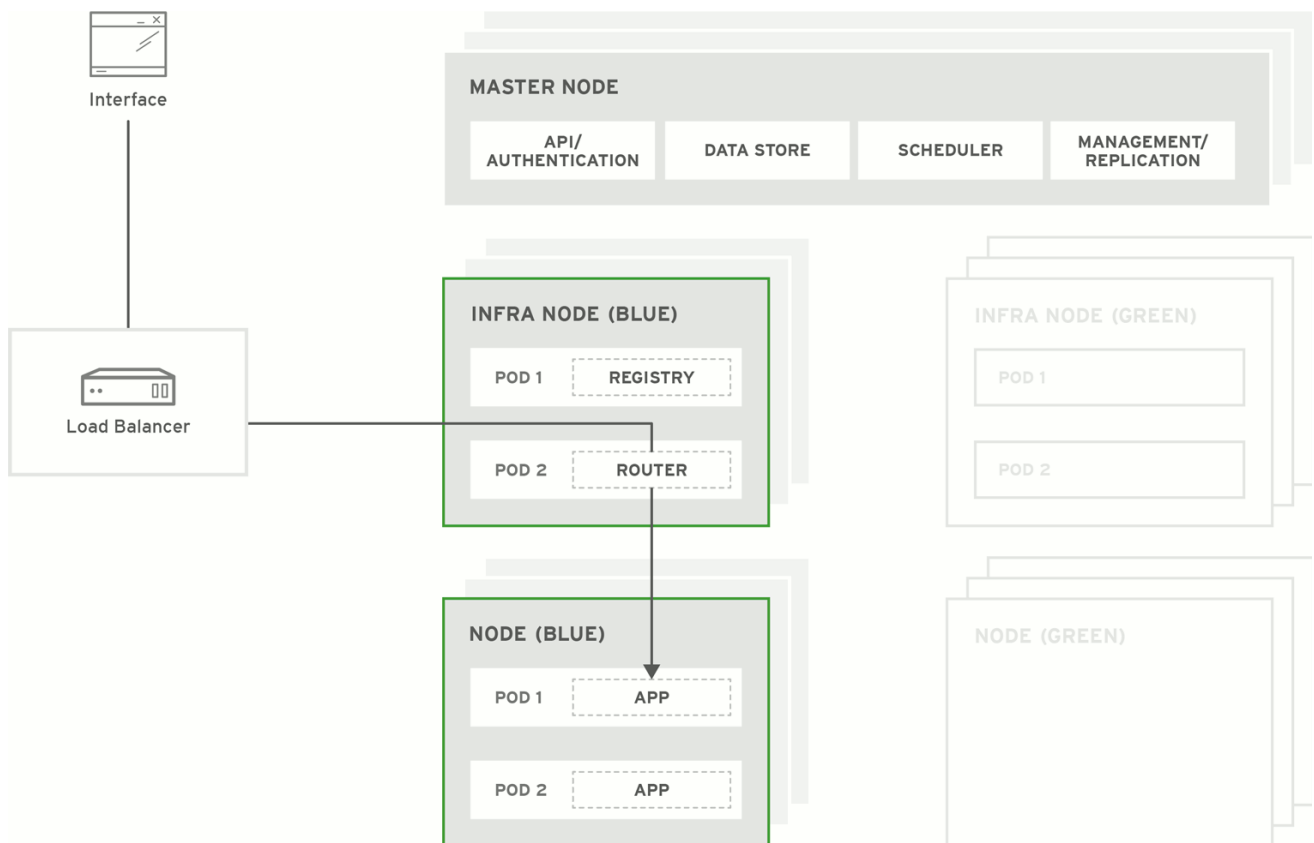 Interface
MASTER NODE
API/
AUTHENTICATION
DATA STORE
SCHEDULER
MANAGEMENT/
REPLICATION
Load Balancer
INFRA NODE (BLUE)
POD 1
REGISTRY
POD 2
ROUTER
INFRA NODE (GREEN)
POD 1
POD 2
NODE (BLUE)
POD 1
APP
POD 2
APP
NODE (GREEN)